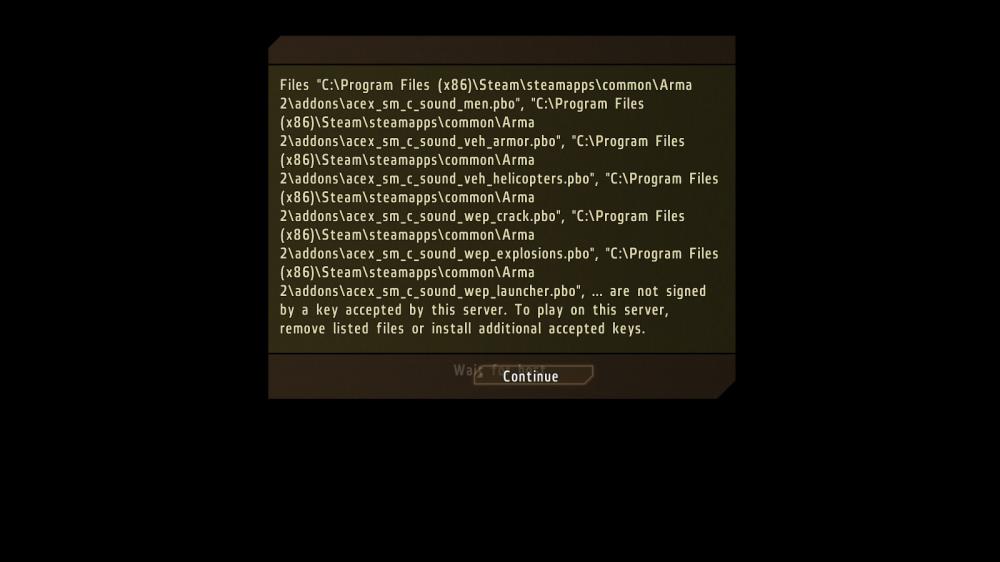 Files "C:\Program Files (x86)\Steam\steamapps\common\Arma
2\addons\acex_sm_c_sound_men.pbo", "C:\Program Files
(x86)\Steam\steamapps\common\Arma
2\addons\acex_sm_c_sound_veh_armor.pbo", "C:\Program Files
(x86)\Steam\steamapps\common\Arma
2\addons\acex_sm_c_sound_veh_helicopters.pbo", "C:\Program Files
(x86)\Steam\steamapps\common\Arma
2\addons\acex_sm_c_sound_wep_crack.pbo", "C:\Program Files
(x86)\Steam\steamapps\common\Arma
2\addons\acex_sm_c_sound_wep_explosions.pbo", "C:\Program Files
(x86)\Steam\steamapps\common\Arma
2\addons\acex_sm_c_sound_wep_launcher.pbo", ... are not signed
by a key accepted by this server. To play on this server,
remove listed files or install additional accepted keys.
Wait for host
Continue